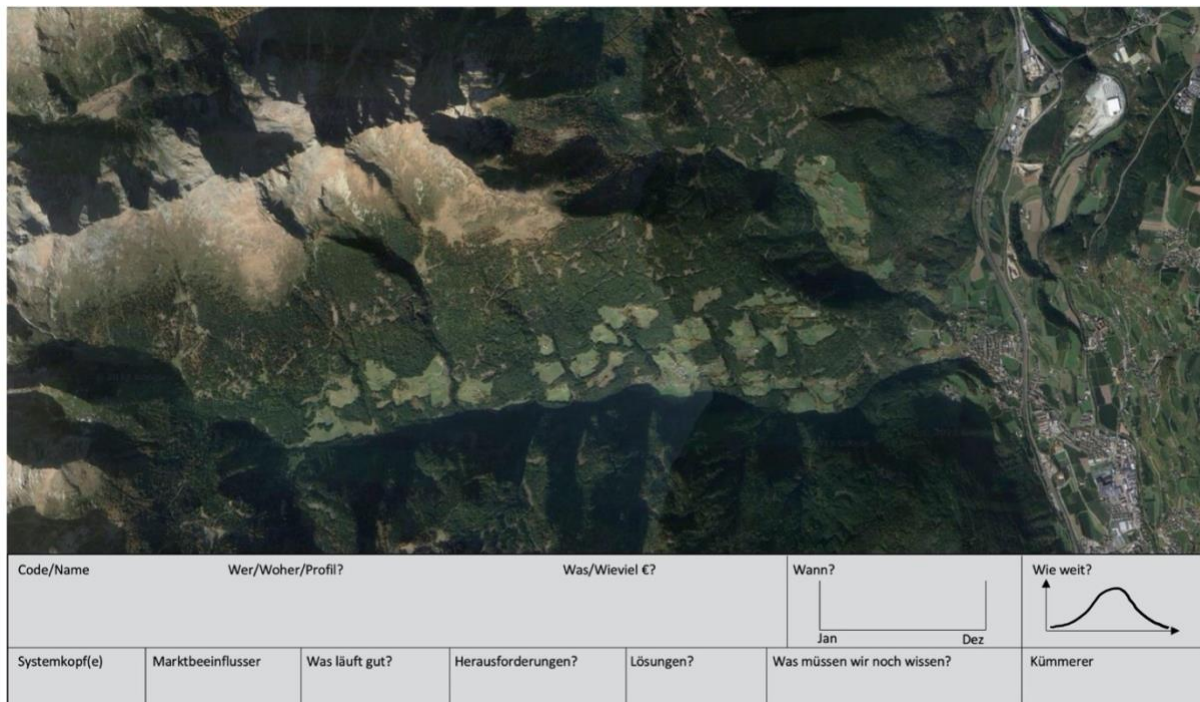 Code/Name Wer/Woher/Profil? Was/Wieviel €? Wann? Wie weit?
Jan Dez
Systemkopf(e) Marktbeeinflusser Was läuft gut? Herausforderungen? Lösungen? Was müssen wir noch wissen? Kümmerer